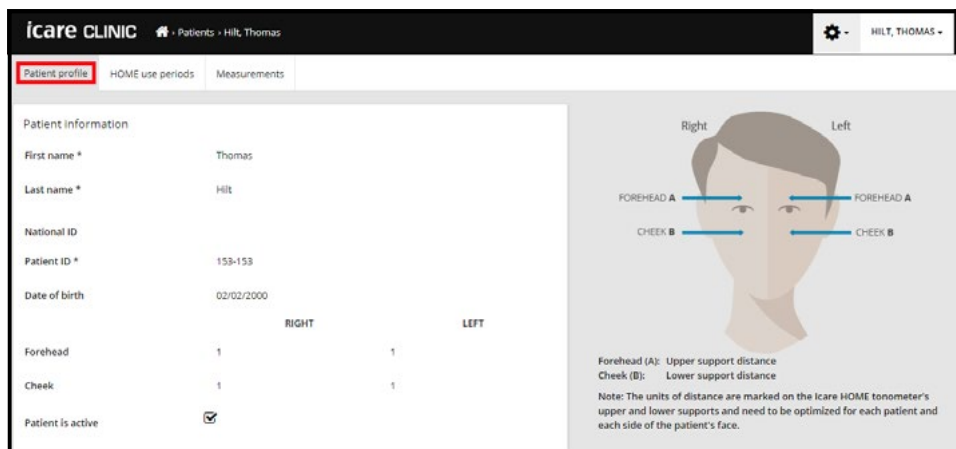 icare CLINIC › Patients › Hilt, Thomas HILT, THOMAS
Patient profile HOME use periods Measurements
Patient information
First name * Thomas
Last name * Hilt
National ID
Patient ID * 153-153
Date of birth 02/02/2000
RIGHT LEFT
Forehead 1 1
Cheek 1 1
Patient is active
Right Left
FOREHEAD A FOREHEAD A
CHEEK B CHEEK B
Forehead (A): Upper support distance
Cheek (B): Lower support distance
Note: The units of distance are marked on the Icare HOME tonometer's
upper and lower supports and need to be optimized for each patient and
each side of the patient's face.